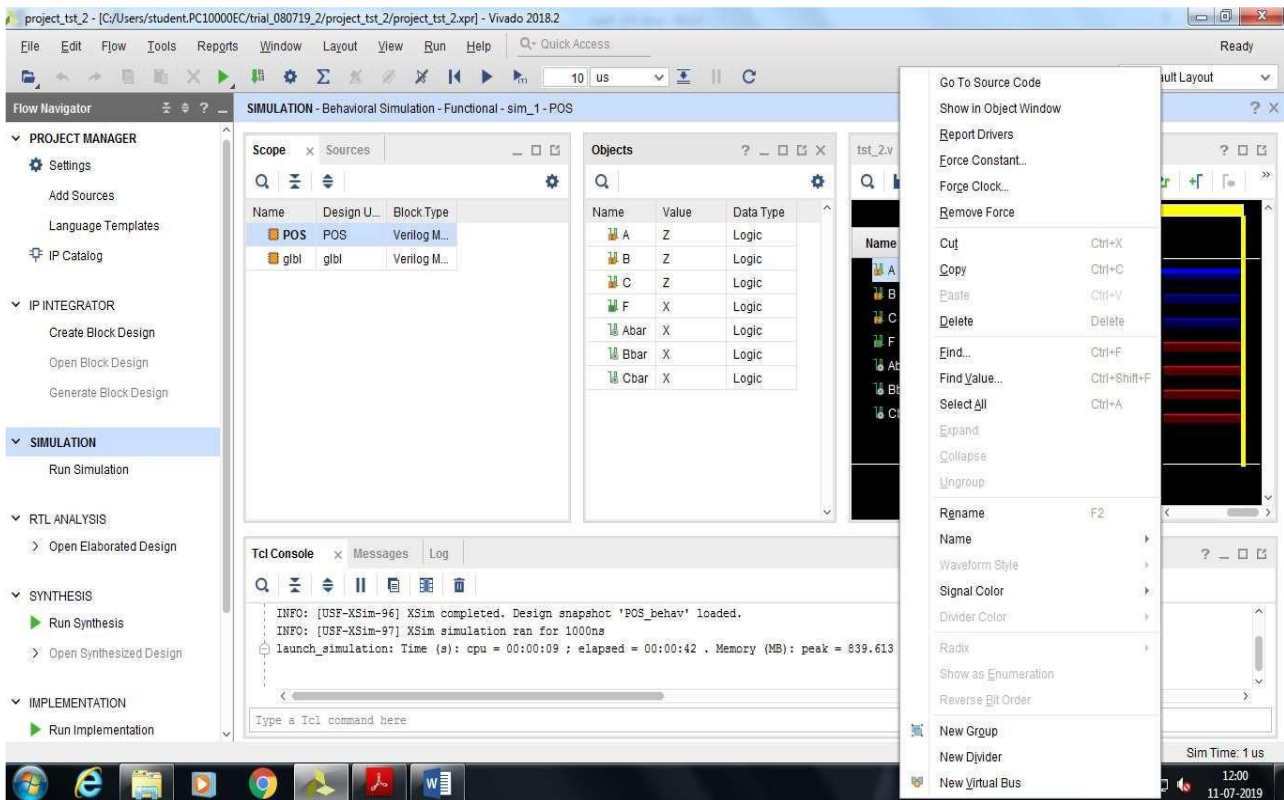 project_tst_2 - [C:/Users/student.PC10000EC/trial_080719_2/project_tst_2/project_tst_2.xpr] - Vivado 2018.2
File Edit Flow Tools Reports Window Layout View Run Help Quick Access
Ready
10 us
ault Layout
Flow Navigator
PROJECT MANAGER
Settings
Add Sources
Language Templates
IP Catalog
IP INTEGRATOR
Create Block Design
Open Block Design
Generate Block Design
SIMULATION
Run Simulation
RTL ANALYSIS
Open Elaborated Design
SYNTHESIS
Run Synthesis
Open Synthesized Design
IMPLEMENTATION
Run Implementation
SIMULATION - Behavioral Simulation - Functional - sim_1 - POS
Scope Sources
Name Design U... Block Type
POS POS Verilog M...
glbl glbl Verilog M...
Objects
Name Value Data Type
A Z Logic
B Z Logic
C Z Logic
F X Logic
Abar X Logic
Bbar X Logic
Cbar X Logic
tst_2.v
Name
A
B
C
F
Ab
Bb
Cb
Go To Source Code
Show in Object Window
Report Drivers
Force Constant...
Force Clock...
Remove Force
Cut Ctrl+X
Copy Ctrl+C
Paste Ctrl+V
Delete Delete
Find... Ctrl+F
Find Value... Ctrl+Shift+F
Select All Ctrl+A
Expand
Collapse
Ungroup
Rename F2
Name
Waveform Style
Signal Color
Divider Color
Radix
Show as Enumeration
Reverse Bit Order
New Group
New Divider
New Virtual Bus
Tcl Console Messages Log
INFO: [USF-XSim-96] XSim completed. Design snapshot 'POS_behav' loaded.
INFO: [USF-XSim-97] XSim simulation ran for 1000ns
launch_simulation: Time (s): cpu = 00:00:09 ; elapsed = 00:00:42 . Memory (MB): peak = 839.613
Type a Tcl command here
Sim Time: 1 us
12:00
11-07-2019